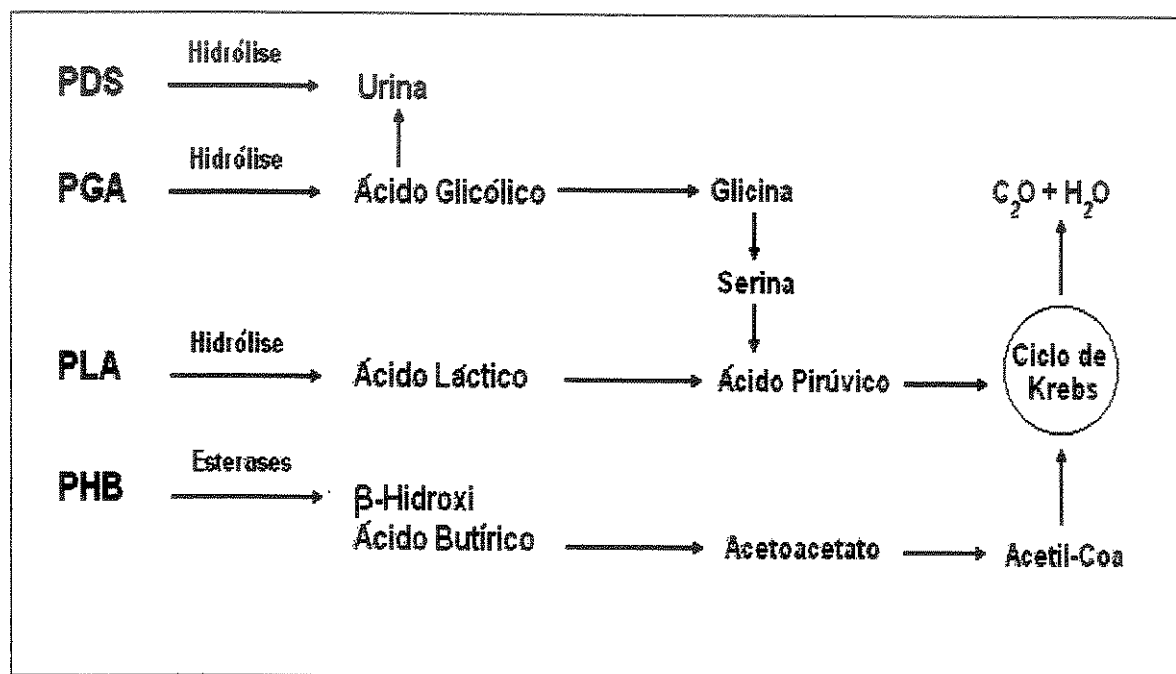 Hidrólise
PDS
Urina
Hidrólise
PGA
Ácido Glicólico
Glicina
C₂O + H₂O
Serina
Hidrólise
PLA
Ácido Láctico
Ácido Pirúvico
Ciclo de
Krebs
Esterases
PHB
β-Hidroxi
Ácido Butírico
Acetoacetato
Acetil-Coa